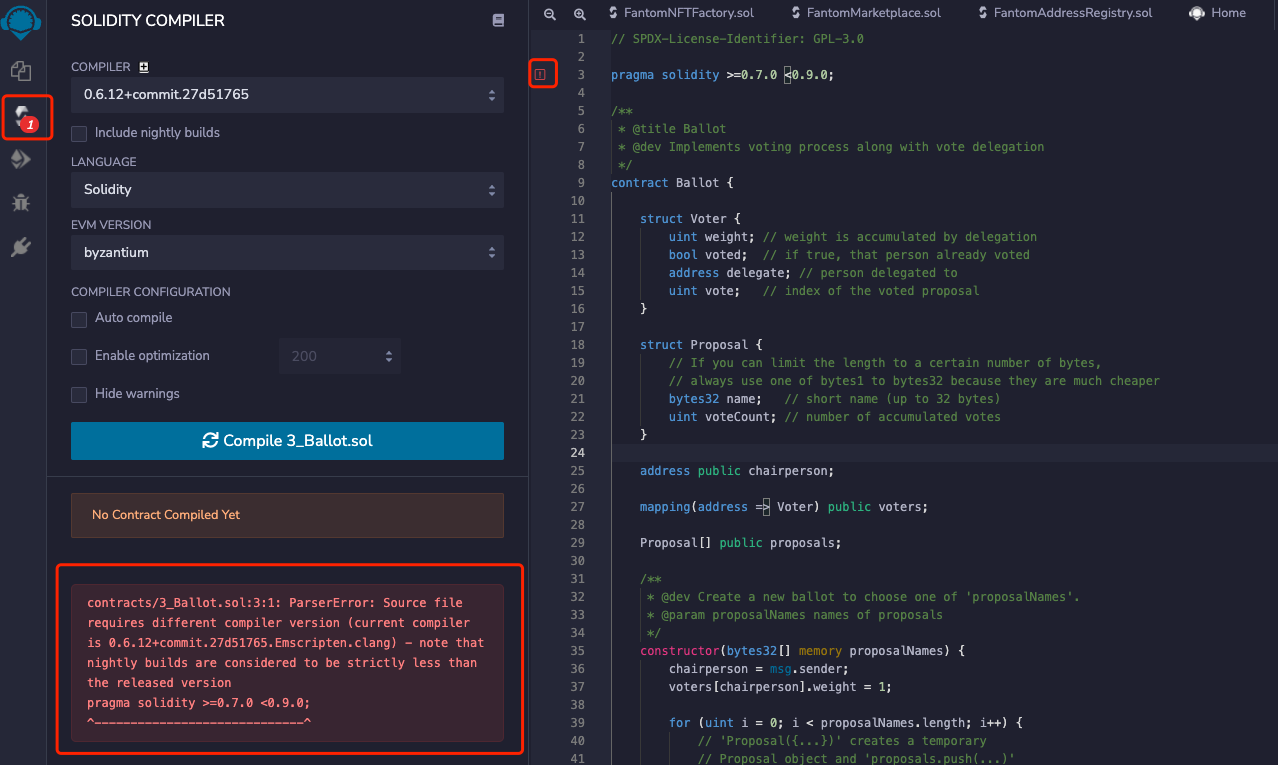 SOLIDITY COMPILER
COMPILER
0.6.12+commit.27d51765
Include nightly builds
LANGUAGE
Solidity
EVM VERSION
byzantium
COMPILER CONFIGURATION
Auto compile
Enable optimization
200
Hide warnings
Compile 3_Ballot.sol
No Contract Compiled Yet
contracts/3_Ballot.sol:3:1: ParserError: Source file
requires different compiler version (current compiler
is 0.6.12+commit.27d51765.Emscripten.clang) - note that
nightly builds are considered to be strictly less than
the released version
pragma solidity >=0.7.0 <0.9.0;
^-----------------------------^
1
FantomNFTFactory.sol
FantomMarketplace.sol
FantomAddressRegistry.sol
Home
1 // SPDX-License-Identifier: GPL-3.0
2
3 pragma solidity >=0.7.0 <0.9.0;
4
5 /**
6 * @title Ballot
7 * @dev Implements voting process along with vote delegation
8 */
9 contract Ballot {
10
11 struct Voter {
12 uint weight; // weight is accumulated by delegation
13 bool voted; // if true, that person already voted
14 address delegate; // person delegated to
15 uint vote; // index of the voted proposal
16 }
17
18 struct Proposal {
19 // If you can limit the length to a certain number of bytes,
20 // always use one of bytes1 to bytes32 because they are much cheaper
21 bytes32 name; // short name (up to 32 bytes)
22 uint voteCount; // number of accumulated votes
23 }
24
25 address public chairperson;
26
27 mapping(address => Voter) public voters;
28
29 Proposal[] public proposals;
30
31 /**
32 * @dev Create a new ballot to choose one of 'proposalNames'.
33 * @param proposalNames names of proposals
34 */
35 constructor(bytes32[] memory proposalNames) {
36 chairperson = msg.sender;
37 voters[chairperson].weight = 1;
38
39 for (uint i = 0; i < proposalNames.length; i++) {
40 // 'Proposal({...})' creates a temporary
41 // Proposal object and 'proposals.push(...)'